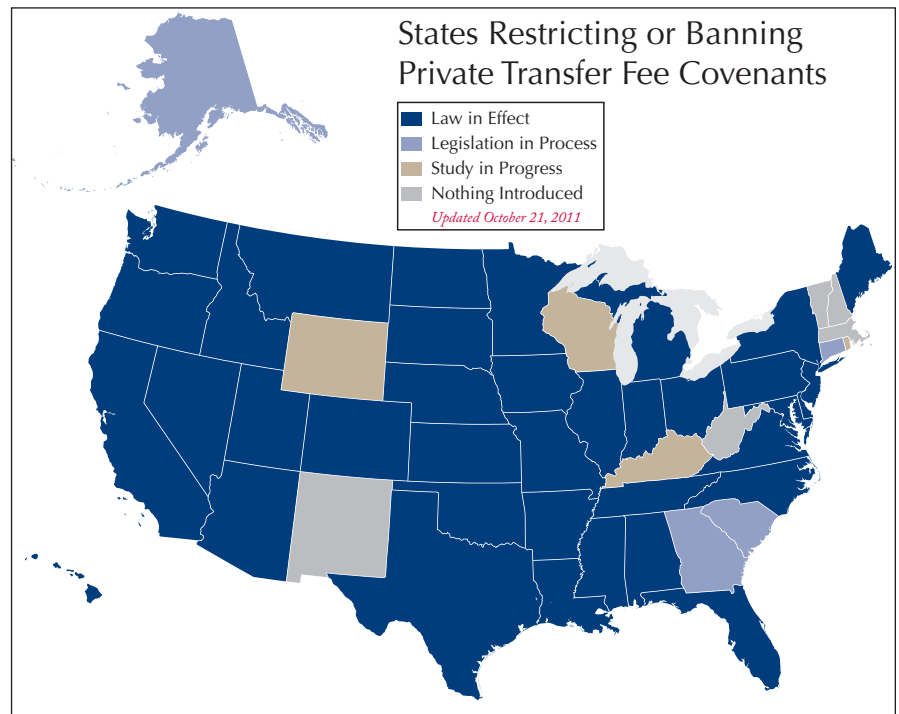 States Restricting or Banning
Private Transfer Fee Covenants
Law in Effect
Legislation in Process
Study in Progress
Nothing Introduced
Updated October 21, 2011